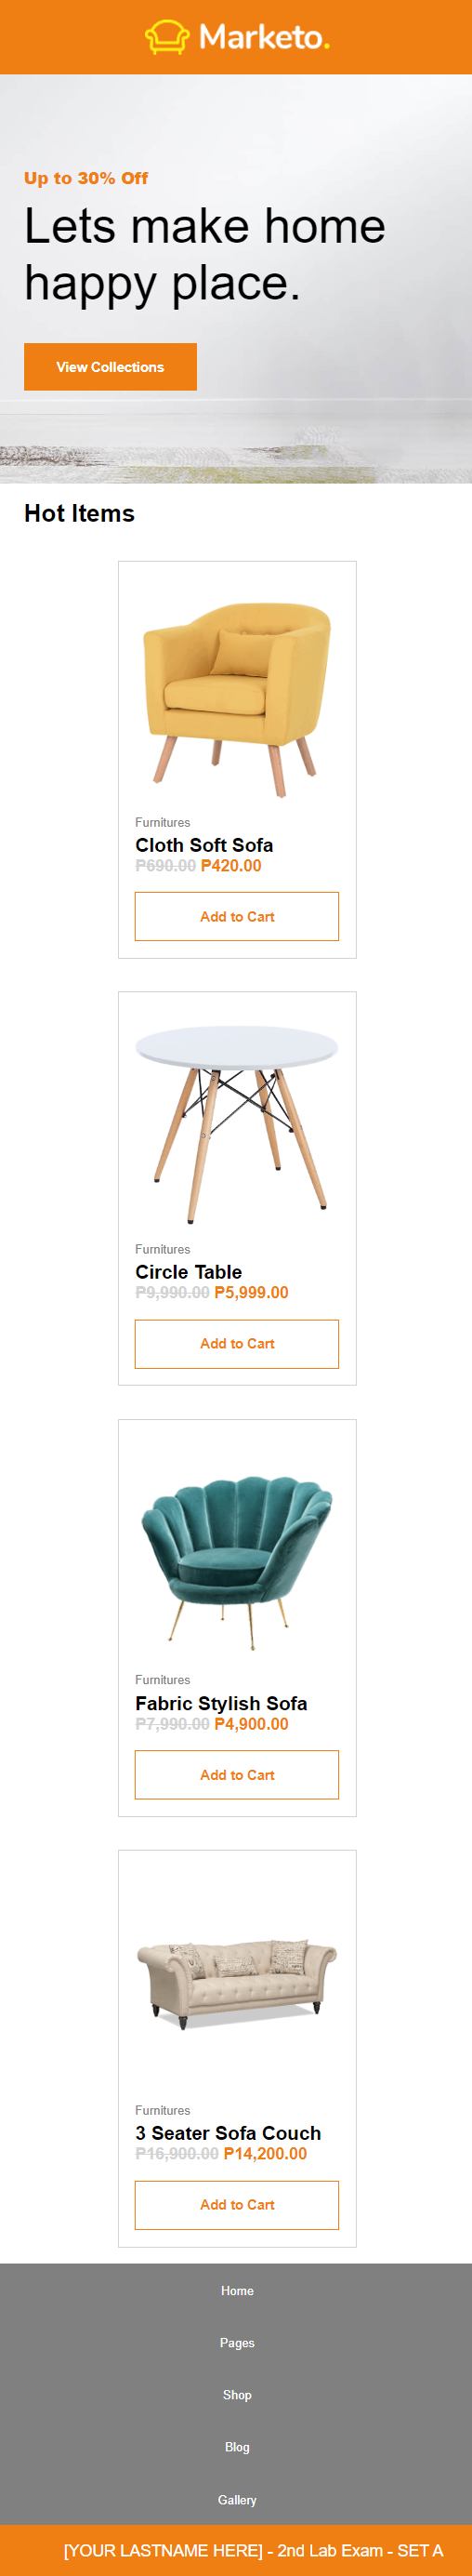 Marketo.
Up to 30% Off
Lets make home
happy place.
View Collections
Hot Items
Furnitures
Cloth Soft Sofa
₱690.00 ₱420.00
Add to Cart
Furnitures
Circle Table
₱9,990.00 ₱5,999.00
Add to Cart
Furnitures
Fabric Stylish Sofa
₱7,990.00 ₱4,900.00
Add to Cart
Furnitures
3 Seater Sofa Couch
₱16,900.00 ₱14,200.00
Add to Cart
Home
Pages
Shop
Blog
Gallery
[YOUR LASTNAME HERE] - 2nd Lab Exam - SET A